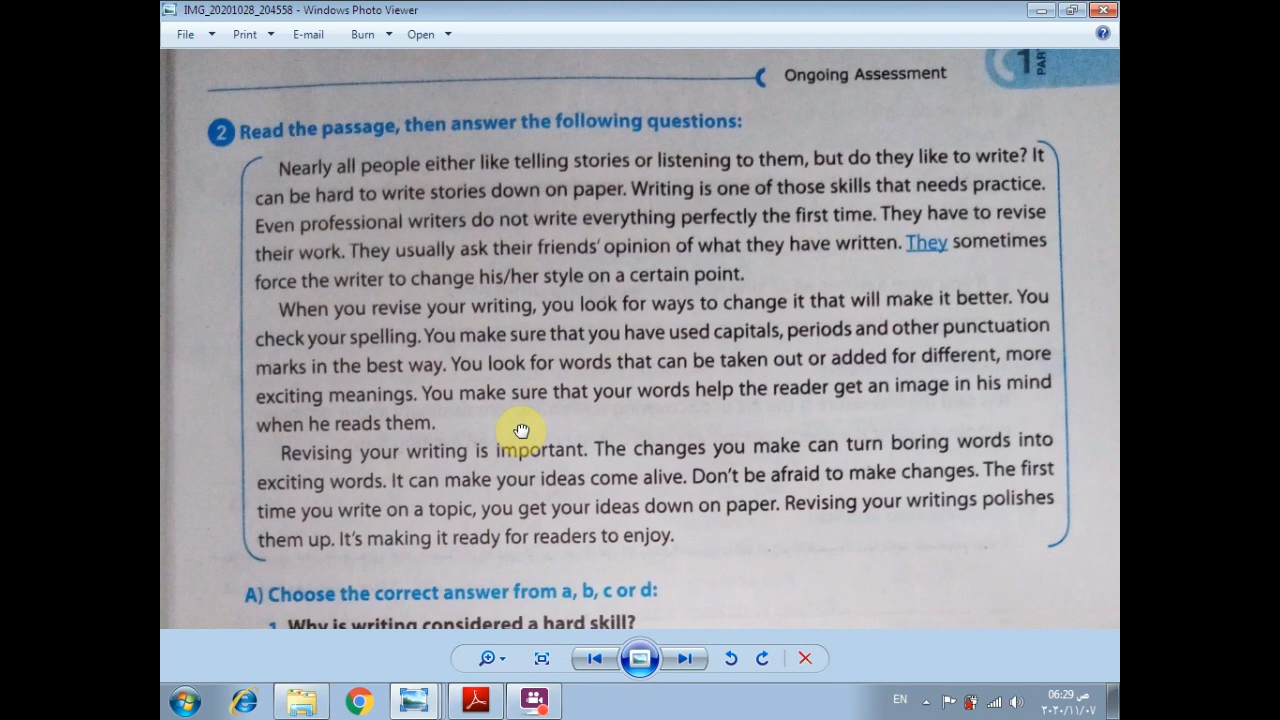 IMG_20201028_204558 - Windows Photo Viewer
File Print E-mail Burn Open
Ongoing Assessment
1 PART
2 Read the passage, then answer the following questions:
Nearly all people either like telling stories or listening to them, but do they like to write? It
can be hard to write stories down on paper. Writing is one of those skills that needs practice.
Even professional writers do not write everything perfectly the first time. They have to revise
their work. They usually ask their friends' opinion of what they have written. They sometimes
force the writer to change his/her style on a certain point.
When you revise your writing, you look for ways to change it that will make it better. You
check your spelling. You make sure that you have used capitals, periods and other punctuation
marks in the best way. You look for words that can be taken out or added for different, more
exciting meanings. You make sure that your words help the reader get an image in his mind
when he reads them.
Revising your writing is important. The changes you make can turn boring words into
exciting words. It can make your ideas come alive. Don't be afraid to make changes. The first
time you write on a topic, you get your ideas down on paper. Revising your writings polishes
them up. It's making it ready for readers to enjoy.
A) Choose the correct answer from a, b, c or d:
1. Why is writing considered a hard skill?
EN
06:29 ص
٢٠٢٠/١١/٠٧